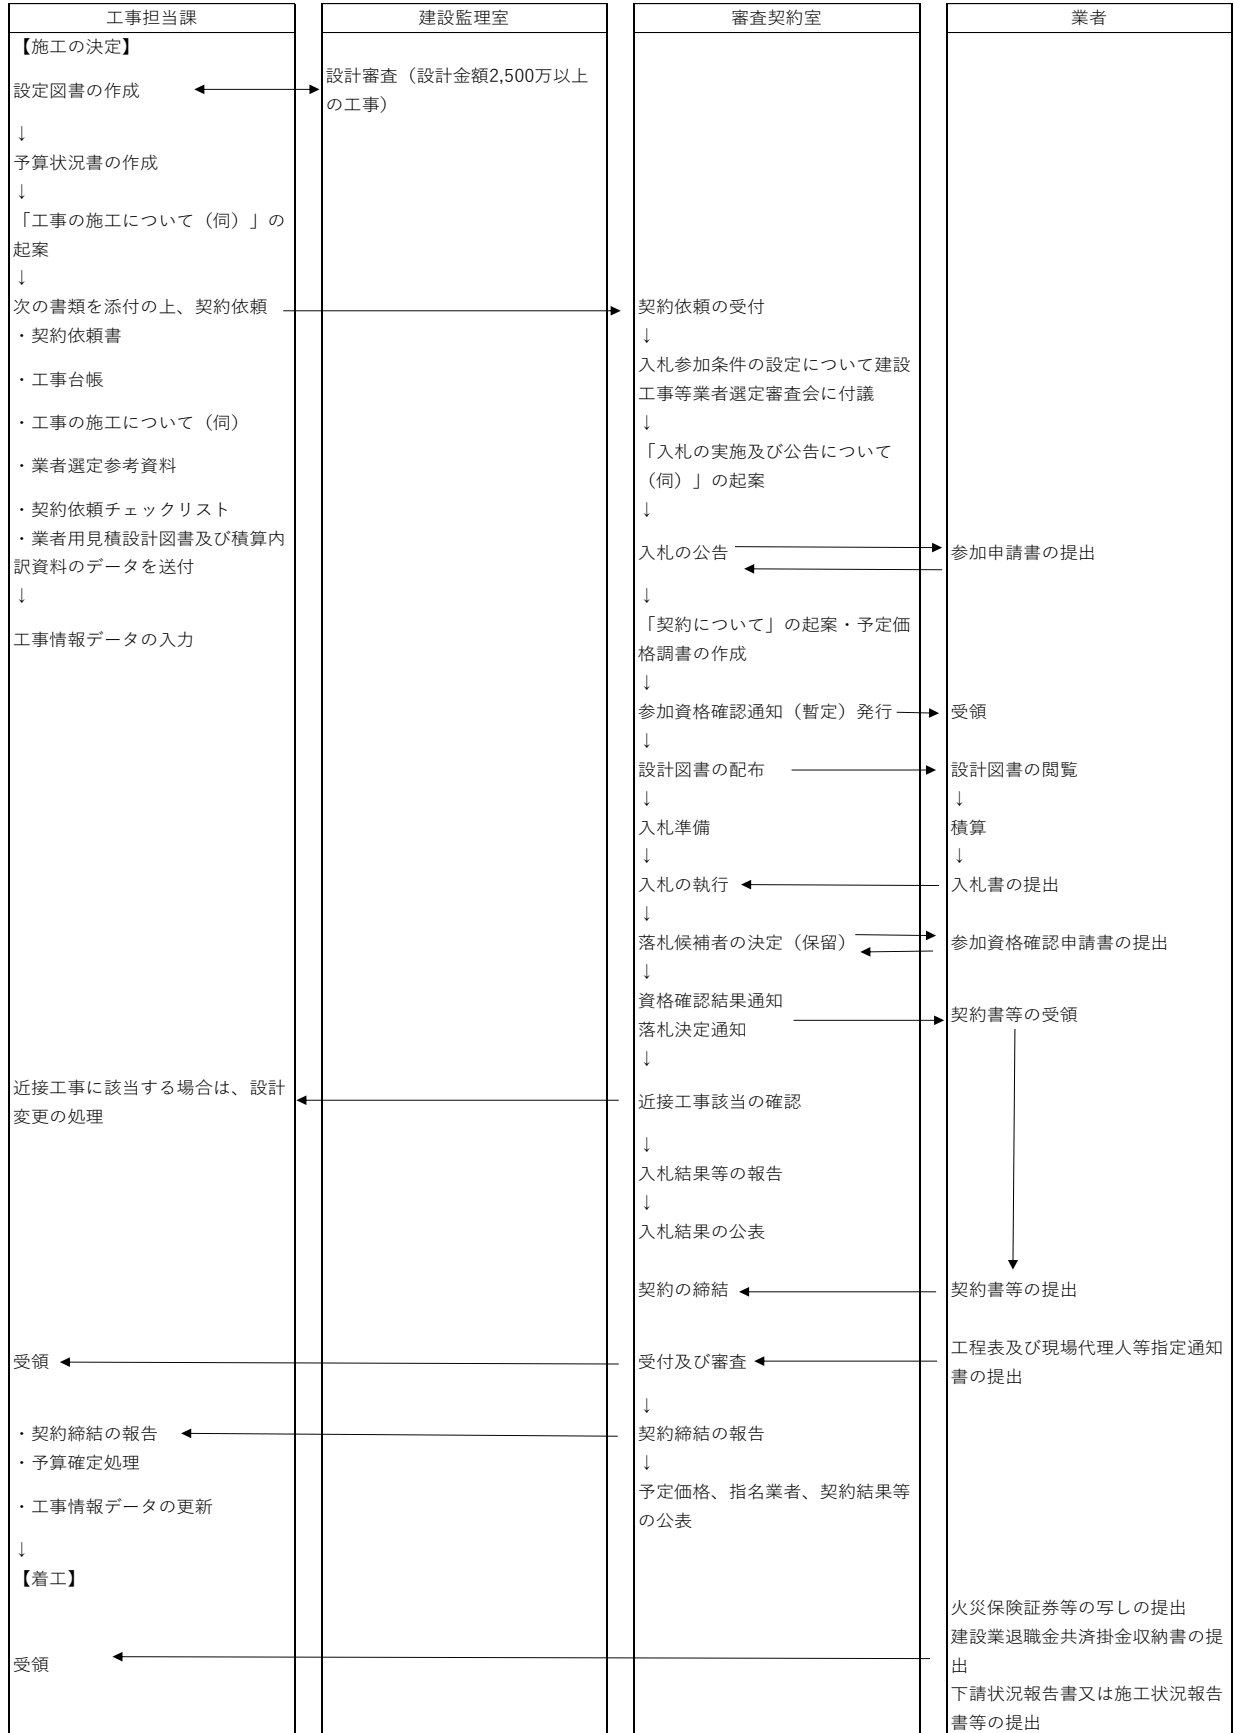 工事担当課
【施工の決定】
設定図書の作成
↓
予算状況書の作成
↓
「工事の施工について（伺）」の
起案
↓
次の書類を添付の上、契約依頼
・契約依頼書
・工事台帳
・工事の施工について（伺）
・業者選定参考資料
・契約依頼チェックリスト
・業者用見積設計図書及び積算内
訳資料のデータを送付
↓
工事情報データの入力
近接工事に該当する場合は、設計
変更の処理
受領
・契約締結の報告
・予算確定処理
・工事情報データの更新
↓
【着工】
受領
建設監理室
設計審査（設計金額2,500万以上
の工事）
審査契約室
契約依頼の受付
↓
入札参加条件の設定について建設
工事等業者選定審査会に付議
↓
「入札の実施及び公告について
（伺）」の起案
↓
入札の公告
↓
「契約について」の起案・予定価
格調書の作成
↓
参加資格確認通知（暫定）発行
↓
設計図書の配布
↓
入札準備
↓
入札の執行
↓
落札候補者の決定（保留）
↓
資格確認結果通知
落札決定通知
↓
近接工事該当の確認
↓
入札結果等の報告
↓
入札結果の公表
契約の締結
受付及び審査
↓
契約締結の報告
↓
予定価格、指名業者、契約結果等
の公表
業者
参加申請書の提出
受領
設計図書の閲覧
↓
積算
↓
入札書の提出
参加資格確認申請書の提出
契約書等の受領
契約書等の提出
工程表及び現場代理人等指定通知
書の提出
火災保険証券等の写しの提出
建設業退職金共済掛金収納書の提
出
下請状況報告書又は施工状況報告
書等の提出